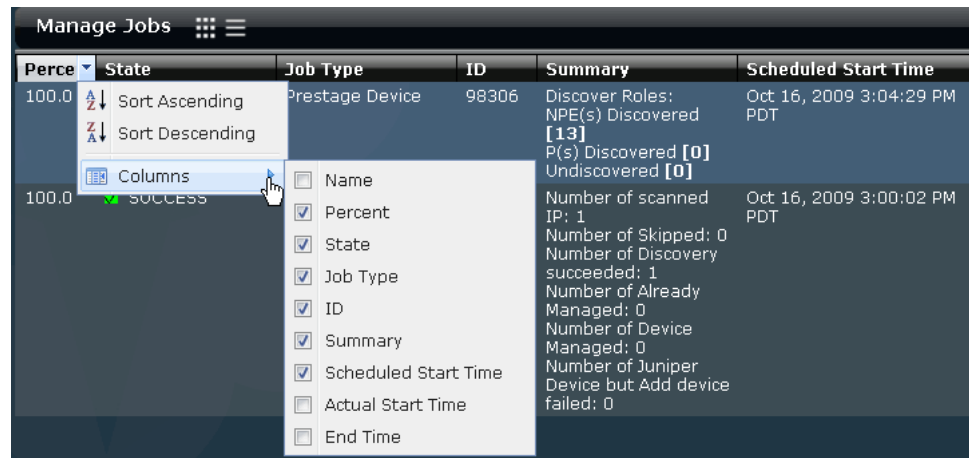 Manage Jobs
Perce State Job Type ID Summary Scheduled Start Time
100.0 Prestage Device 98306 Discover Roles: Oct 16, 2009 3:04:29 PM
NPE(s) Discovered PDT
[13]
P(s) Discovered [0]
Undiscovered [0]
Sort Ascending
Sort Descending
Columns
Name
Percent
State
Job Type
ID
Summary
Scheduled Start Time
Actual Start Time
End Time
100.0 SUCCESS Number of scanned Oct 16, 2009 3:00:02 PM
IP: 1 PDT
Number of Skipped: 0
Number of Discovery
succeeded: 1
Number of Already
Managed: 0
Number of Device
Managed: 0
Number of Juniper
Device but Add device
failed: 0